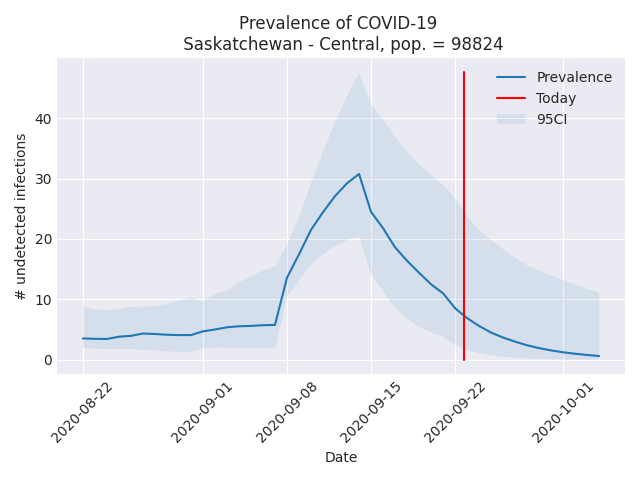 Prevalence of COVID-19
Saskatchewan - Central, pop. = 98824
Prevalence
Today
95CI
# undetected infections
40
30
20
10
0
2020-08-22
2020-09-01
2020-09-08
2020-09-15
2020-09-22
2020-10-01
Date